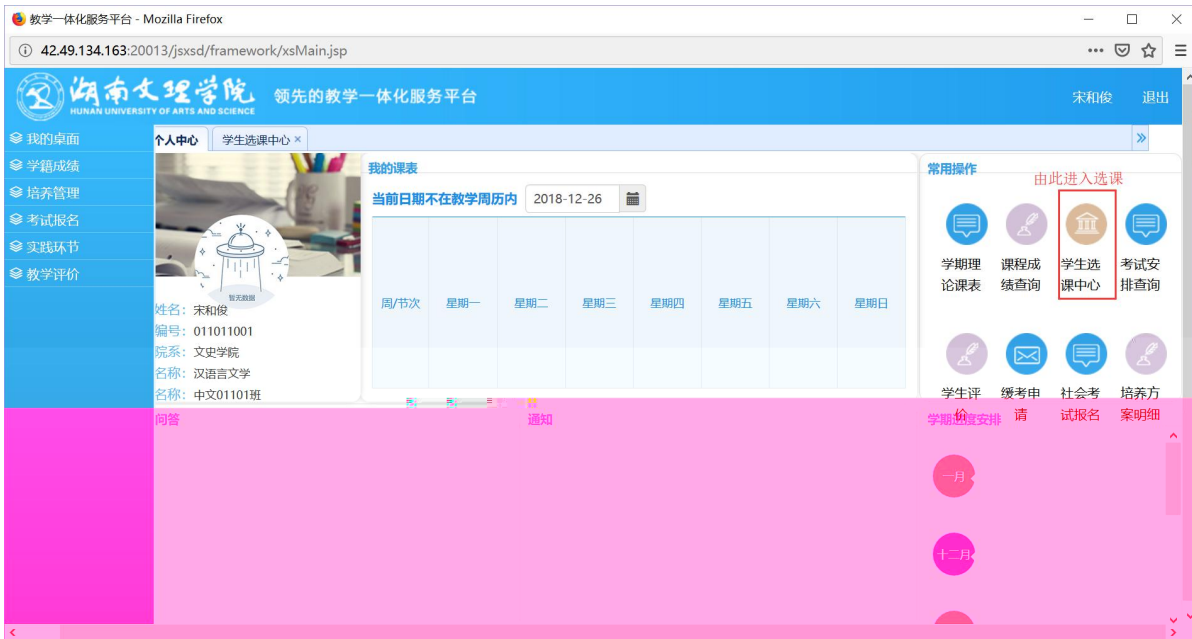 教学一体化服务平台 - Mozilla Firefox
42.49.134.163:20013/jsxsd/framework/xsMain.jsp
湖南文理学院
HUNAN UNIVERSITY OF ARTS AND SCIENCE
领先的教学一体化服务平台
宋和俊 退出
我的桌面
学籍成绩
培养管理
考试报名
实践环节
教学评价
个人中心 学生选课中心 ×
暂无数据
姓名：宋和俊
编号：011011001
院系：文史学院
名称：汉语言文学
名称：中文01101班
我的课表
当前日期不在教学周历内 2018-12-26
周/节次 星期一 星期二 星期三 星期四 星期五 星期六 星期日
常用操作
由此进入选课
学期理论课表
课程成绩查询
学生选课中心
考试安排查询
学生评价
缓考申请
社会考试报名
培养方案明细
问答
通知
学期进度安排
一月
十二月